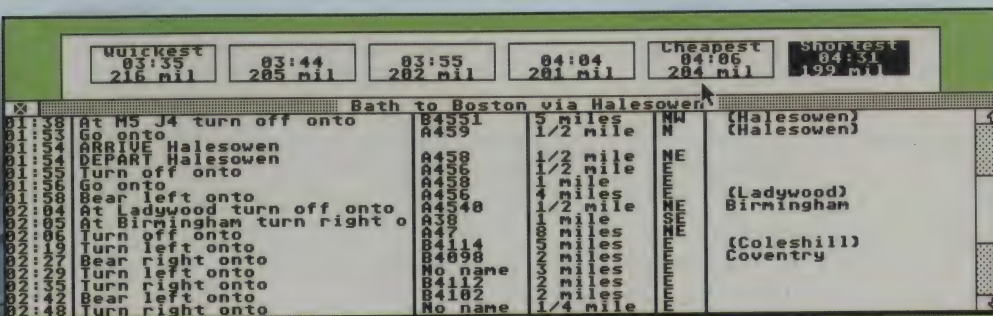 Quickest 03:35 216 mil
03:44 205 mil
03:55 202 mil
04:04 201 mil
Cheapest 04:06 204 mil
Shortest 04:31 199 mil
Bath to Boston via Halesowen
01:38 At M5 J4 turn off onto B4551 5 miles NW (Halesowen)
01:53 Go onto A459 1/2 mile N (Halesowen)
01:54 ARRIVE Halesowen
01:54 DEPART Halesowen A458 1/2 mile NE
01:55 Turn off onto A456 1/2 mile E
01:56 Go onto A458 1 mile E
01:58 Bear left onto A456 4 miles E (Ladywood)
02:04 At Ladywood turn off onto A4540 1/2 mile NE Birmingham
02:05 At Birmingham turn right o A38 1 mile SE
02:06 Turn off onto A47 8 miles NE
02:19 Turn left onto B4114 5 miles E (Coleshill)
02:27 Bear right onto B4098 2 miles E Coventry
02:29 Turn left onto No name 3 miles E
02:35 Turn right onto B4112 2 miles E
02:42 Bear left onto B4102 2 miles E
02:48 Turn right onto No name 1/4 mile E